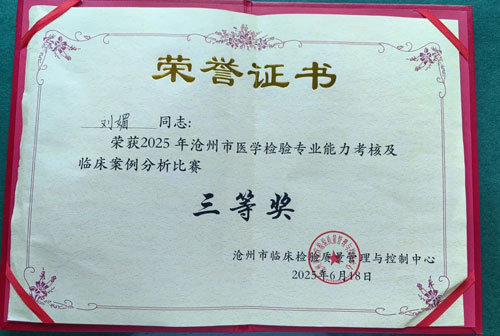 荣誉证书
刘媚 同志:
荣获2025年沧州市医学检验专业能力考核及
临床案例分析比赛
三等奖
沧州市临床检验质量管理与控制中心
2025年6月18日